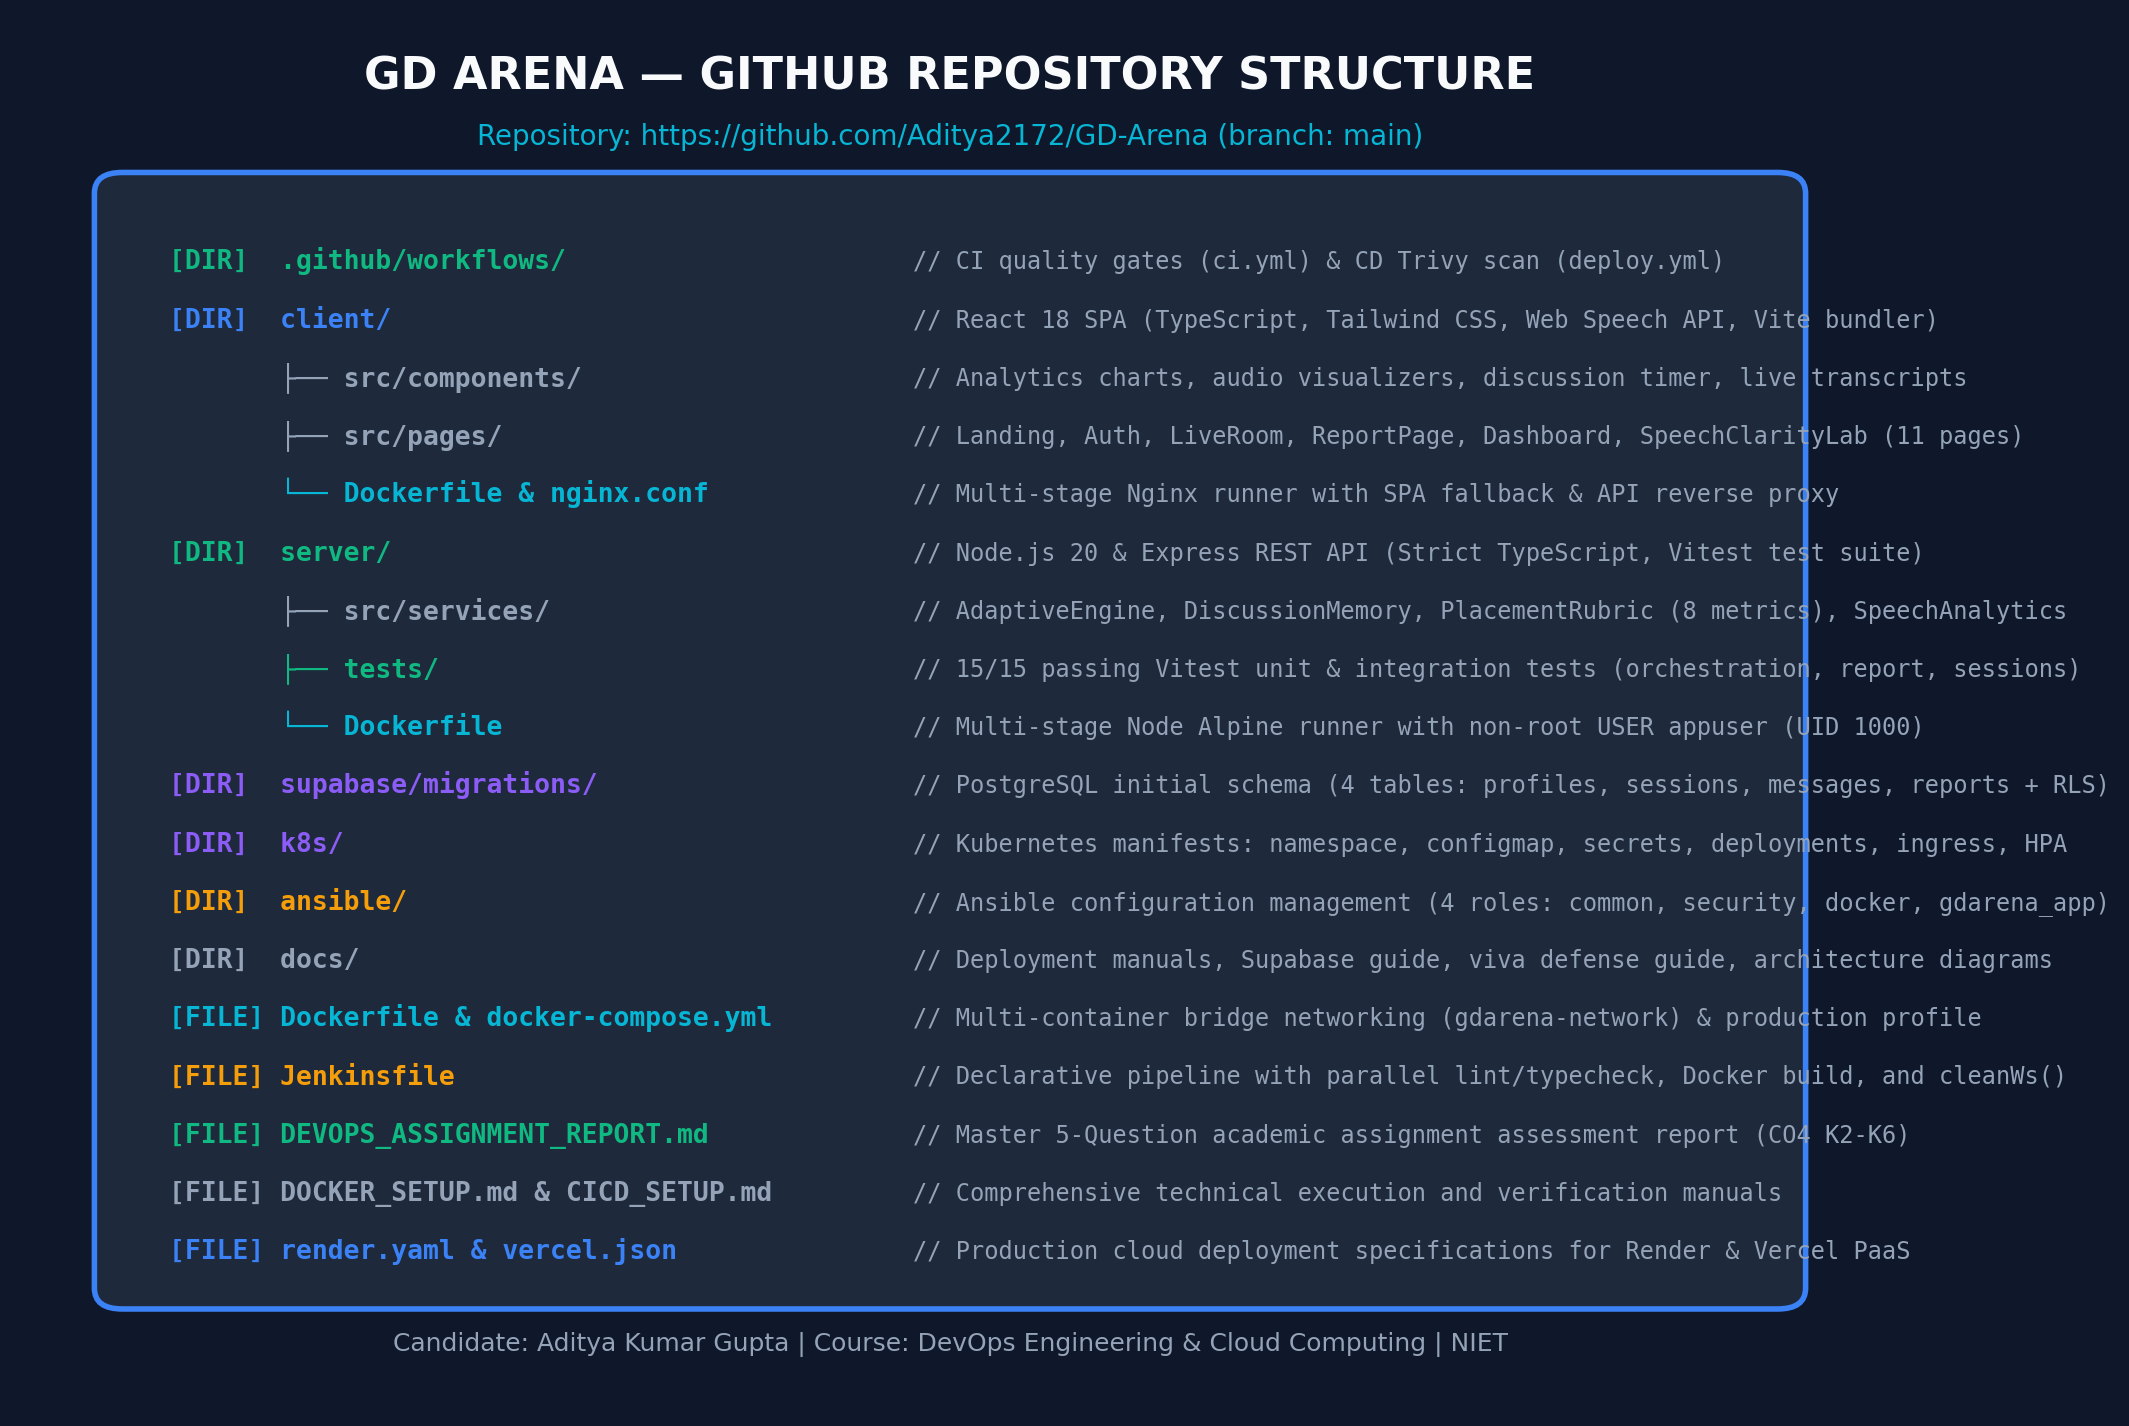 GD ARENA — GITHUB REPOSITORY STRUCTURE
Repository: https://github.com/Aditya2172/GD-Arena (branch: main)
[DIR] .github/workflows/ // CI quality gates (ci.yml) & CD Trivy scan (deploy.yml)
[DIR] client/ // React 18 SPA (TypeScript, Tailwind CSS, Web Speech API, Vite bundler)
├── src/components/ // Analytics charts, audio visualizers, discussion timer, live transcripts
├── src/pages/ // Landing, Auth, LiveRoom, ReportPage, Dashboard, SpeechClarityLab (11 pages)
└── Dockerfile & nginx.conf // Multi-stage Nginx runner with SPA fallback & API reverse proxy
[DIR] server/ // Node.js 20 & Express REST API (Strict TypeScript, Vitest test suite)
├── src/services/ // AdaptiveEngine, DiscussionMemory, PlacementRubric (8 metrics), SpeechAnalytics
├── tests/ // 15/15 passing Vitest unit & integration tests (orchestration, report, sessions)
└── Dockerfile // Multi-stage Node Alpine runner with non-root USER appuser (UID 1000)
[DIR] supabase/migrations/ // PostgreSQL initial schema (4 tables: profiles, sessions, messages, reports + RLS)
[DIR] k8s/ // Kubernetes manifests: namespace, configmap, secrets, deployments, ingress, HPA
[DIR] ansible/ // Ansible configuration management (4 roles: common, security, docker, gdarena_app)
[DIR] docs/ // Deployment manuals, Supabase guide, viva defense guide, architecture diagrams
[FILE] Dockerfile & docker-compose.yml // Multi-container bridge networking (gdarena-network) & production profile
[FILE] Jenkinsfile // Declarative pipeline with parallel lint/typecheck, Docker build, and cleanWs()
[FILE] DEVOPS_ASSIGNMENT_REPORT.md // Master 5-Question academic assignment assessment report (CO4 K2-K6)
[FILE] DOCKER_SETUP.md & CICD_SETUP.md // Comprehensive technical execution and verification manuals
[FILE] render.yaml & vercel.json // Production cloud deployment specifications for Render & Vercel PaaS
Candidate: Aditya Kumar Gupta | Course: DevOps Engineering & Cloud Computing | NIET